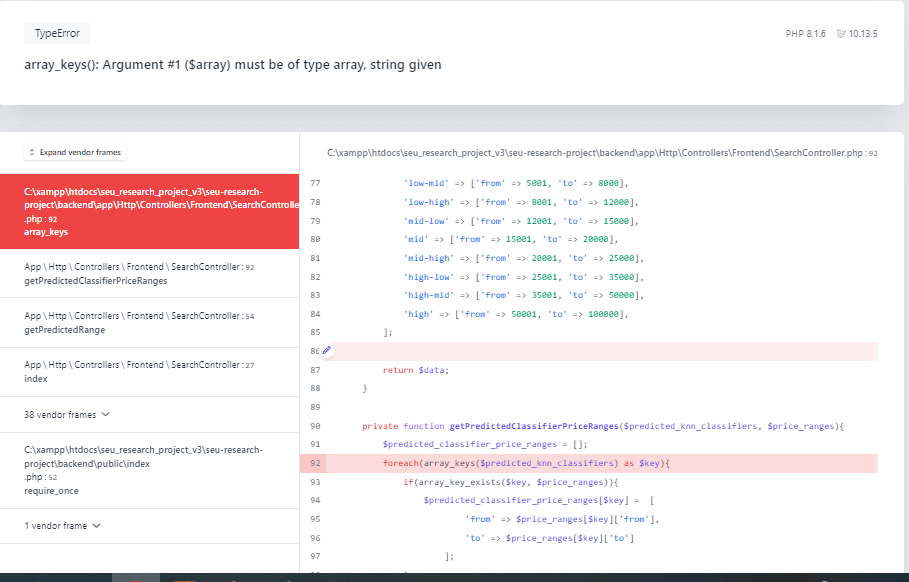 TypeError
PHP 8.1.6
10.13.5
array_keys(): Argument #1 ($array) must be of type array, string given
Expand vendor frames
C:\xampp\htdocs\seu_research_project_v3\seu-research-
project\backend\app\Http\Controllers\Frontend\SearchControlle
.php : 92
array_keys
App \ Http \ Controllers \ Frontend \ SearchController : 92
getPredictedClassifierPriceRanges
App \ Http \ Controllers \ Frontend \ SearchController : 54
getPredictedRange
App \ Http \ Controllers \ Frontend \ SearchController : 27
index
38 vendor frames
C:\xampp\htdocs\seu_research_project_v3\seu-research-
project\backend\public\index
.php : 52
require_once
1 vendor frame
C:\xampp\htdocs\seu_research_project_v3\seu-research-project\backend\app\Http\Controllers\Frontend\SearchController.php : 92
77 'low-mid' => ['from' => 5001, 'to' => 8000],
78 'low-high' => ['from' => 8001, 'to' => 12000],
79 'mid-low' => ['from' => 12001, 'to' => 15000],
80 'mid' => ['from' => 15001, 'to' => 20000],
81 'mid-high' => ['from' => 20001, 'to' => 25000],
82 'high-low' => ['from' => 25001, 'to' => 35000],
83 'high-mid' => ['from' => 35001, 'to' => 50000],
84 'high' => ['from' => 50001, 'to' => 100000],
85 ];
86
87 return $data;
88 }
89
90 private function getPredictedClassifierPriceRanges($predicted_knn_classifiers, $price_ranges){
91 $predicted_classifier_price_ranges = [];
92 foreach(array_keys($predicted_knn_classifiers) as $key){
93 if(array_key_exists($key, $price_ranges)){
94 $predicted_classifier_price_ranges[$key] = [
95 'from' => $price_ranges[$key]['from'],
96 'to' => $price_ranges[$key]['to']
97 ];